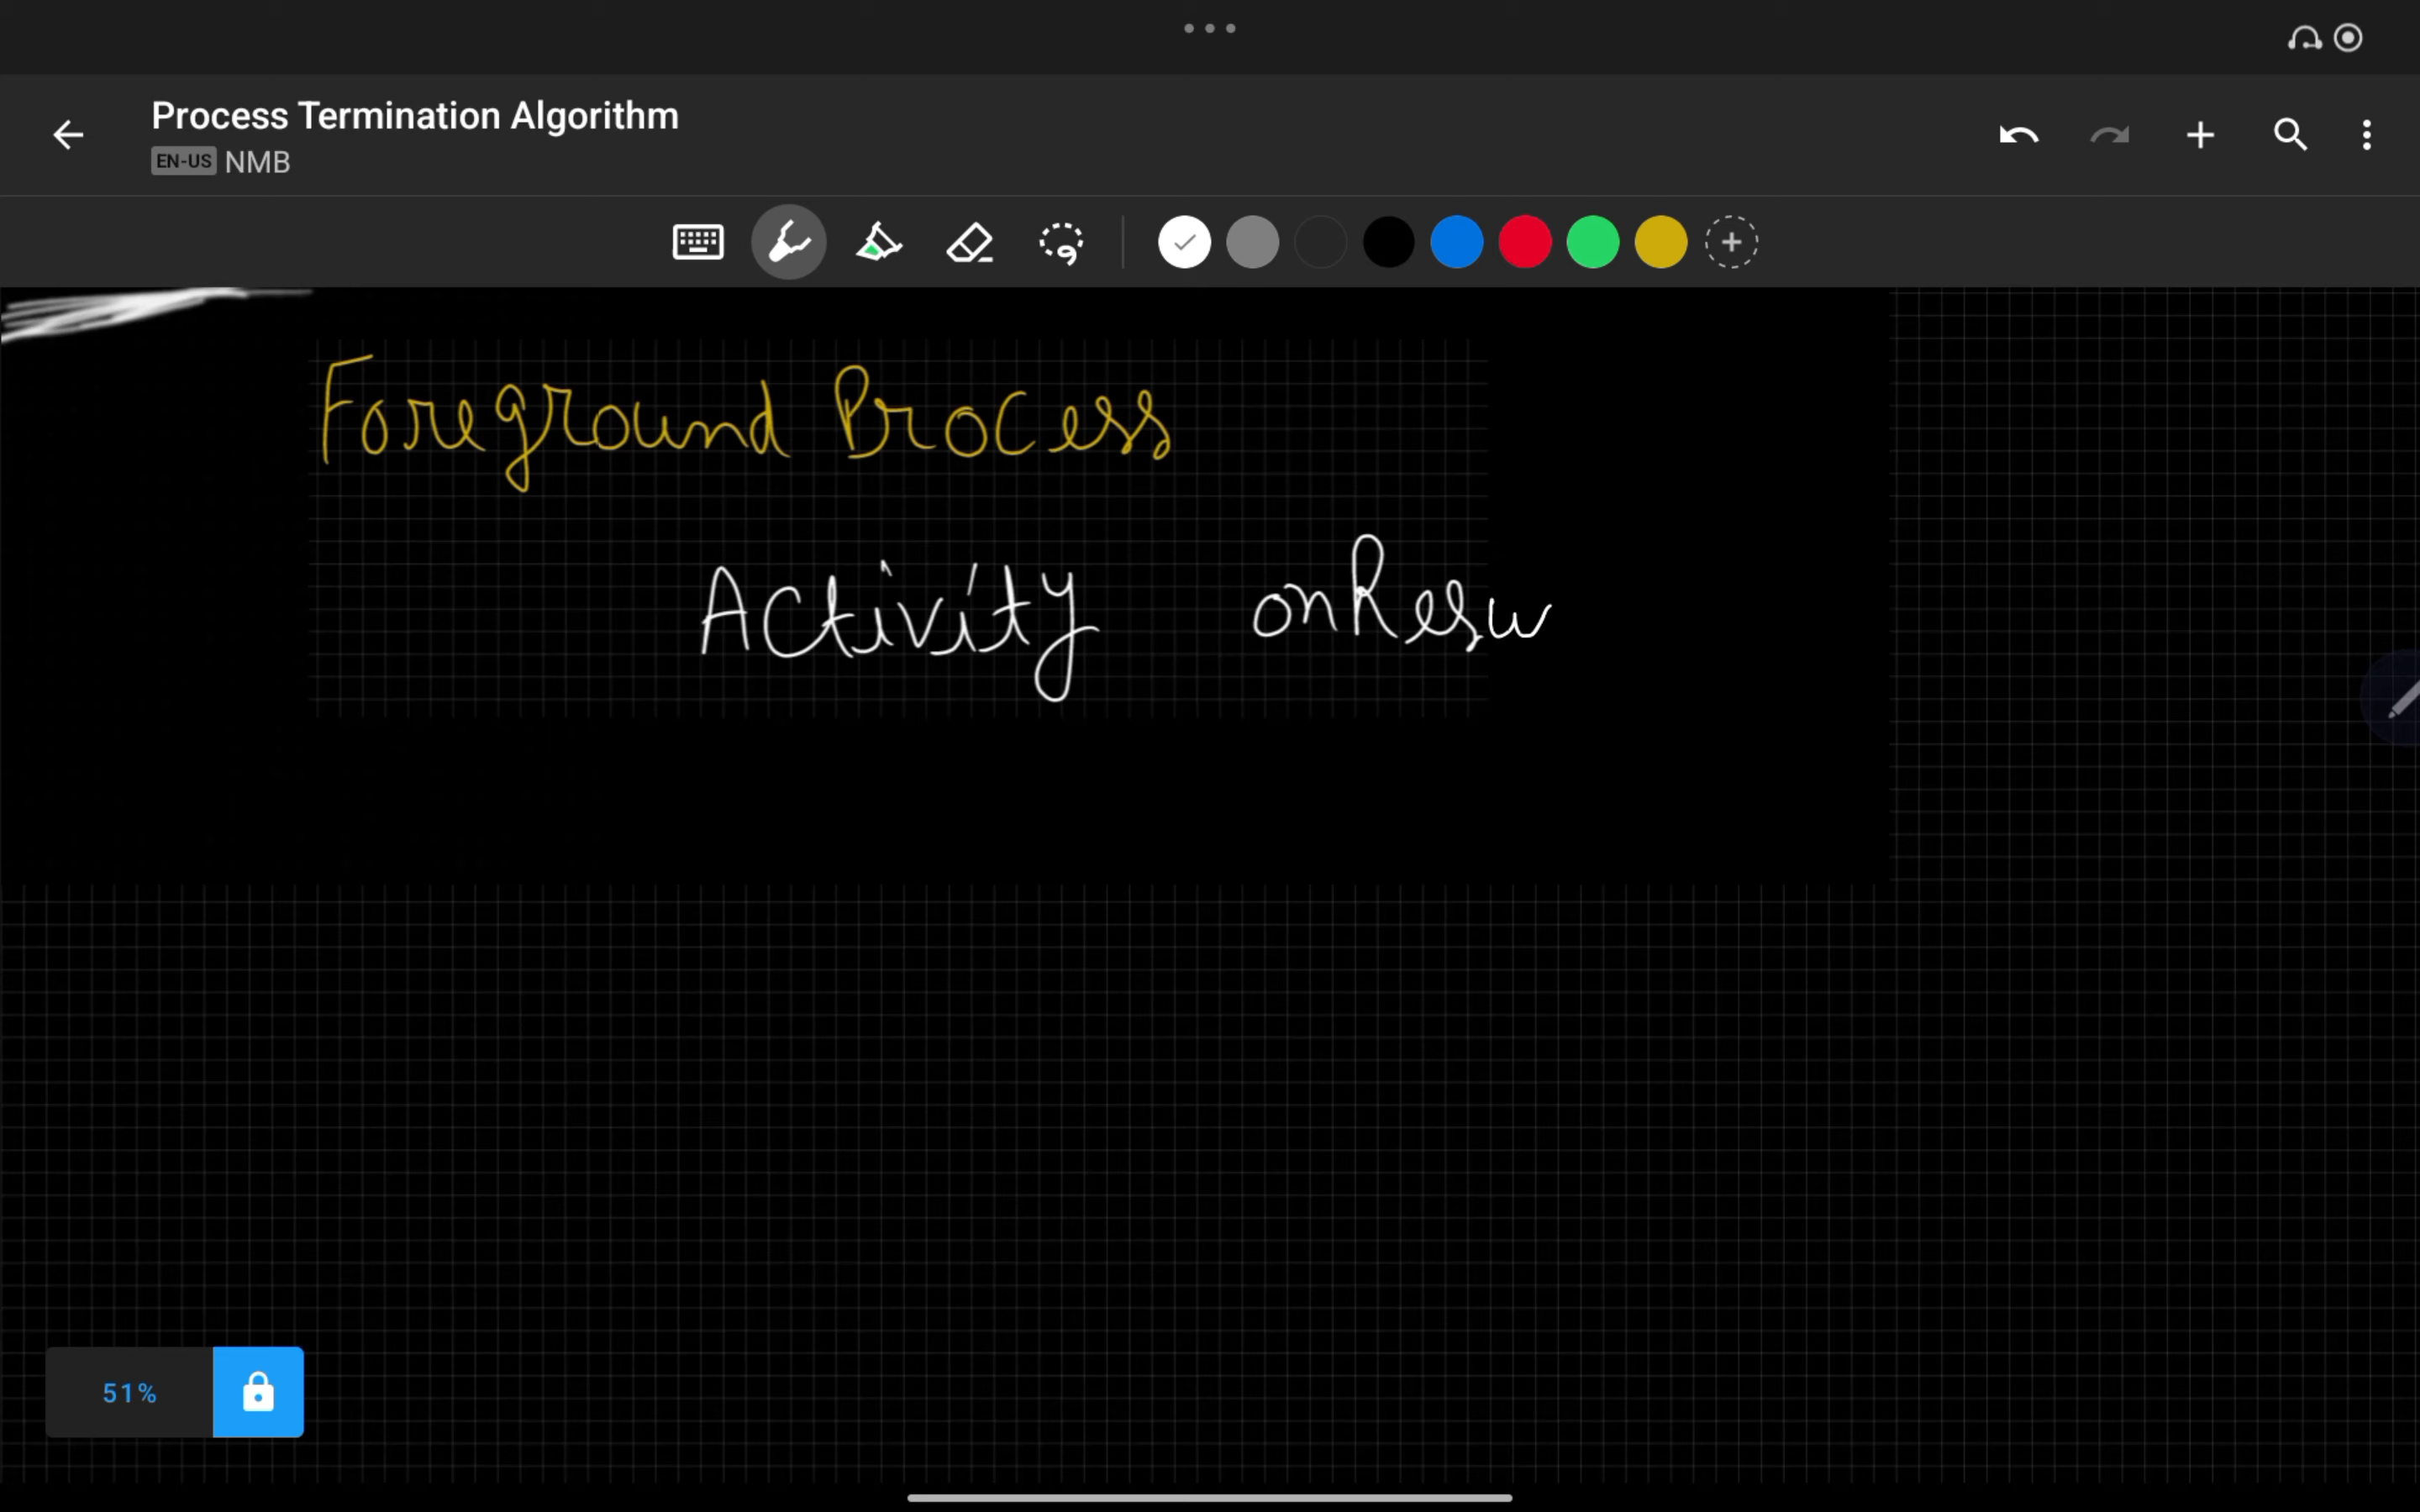 Process Termination Algorithm
EN-US NMB
Foreground Process
Activity onResu
51%